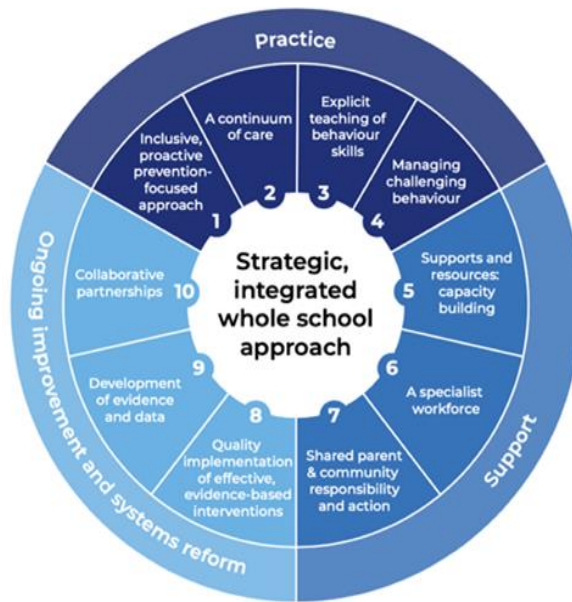 Practice
Inclusive,
proactive
prevention-
focused
approach
1
A continuum
of care
2
Explicit
teaching of
behaviour
skills
3
Managing
challenging
behaviour
4
Support
Supports and
resources:
capacity
building
5
A specialist
workforce
6
Shared parent
& community
responsibility
and action
7
Ongoing improvement and systems reform
Quality
implementation
of effective,
evidence-based
interventions
8
Development
of evidence
and data
9
Collaborative
partnerships
10
Strategic,
integrated
whole school
approach